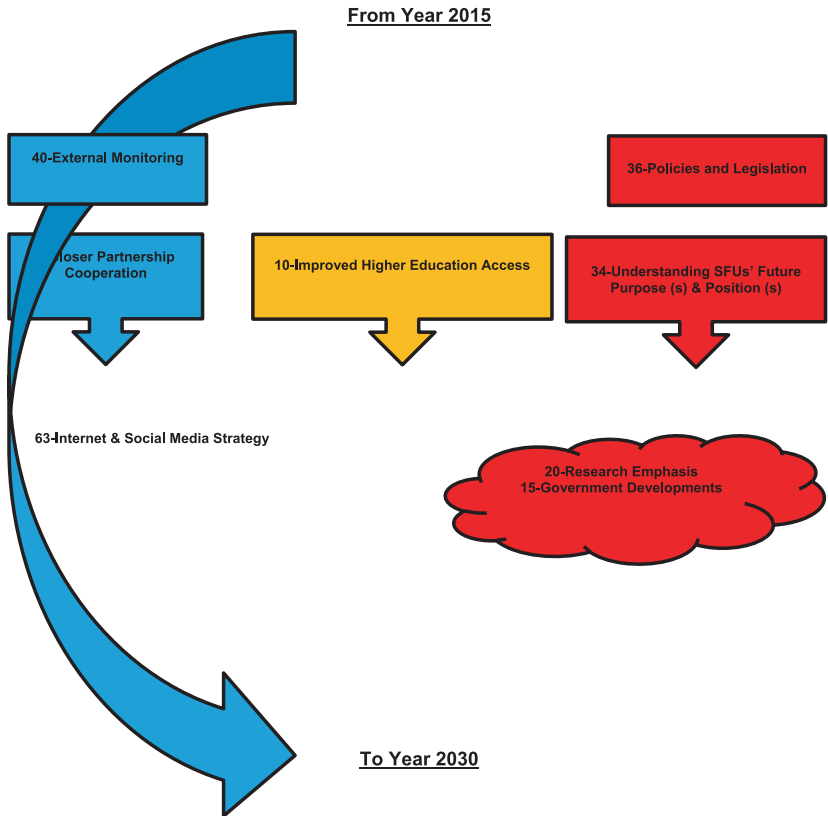 From Year 2015
40-External Monitoring
36-Policies and Legislation
loser Partnership
Cooperation
10-Improved Higher Education Access
34-Understanding SFUs' Future
Purpose (s) & Position (s)
63-Internet & Social Media Strategy
20-Research Emphasis
15-Government Developments
To Year 2030